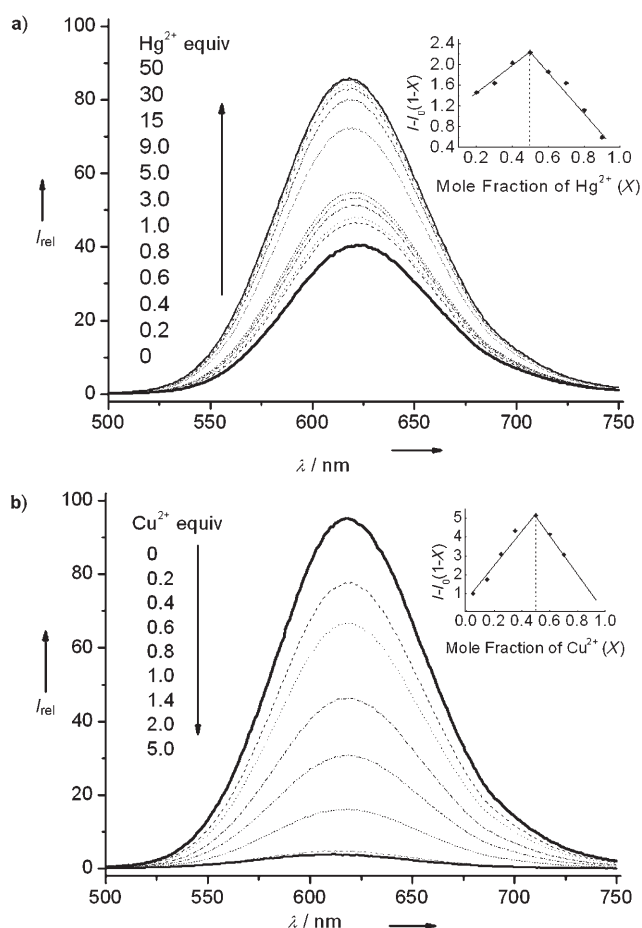 a)
Hg²⁺ equiv
50
30
15
9.0
5.0
3.0
1.0
0.8
0.6
0.4
0.2
0
100
80
60
40
20
0
I_rel
500 550 600 650 700 750
λ / nm
2.4
2.0
1.6
1.2
0.8
0.4
I-I₀(1-X)
0.2 0.4 0.6 0.8 1.0
Mole Fraction of Hg²⁺ (X)
b)
Cu²⁺ equiv
0
0.2
0.4
0.6
0.8
1.0
1.4
2.0
5.0
100
80
60
40
20
0
I_rel
500 550 600 650 700 750
λ / nm
5
4
3
2
1
I-I₀(1-X)
0.0 0.2 0.4 0.6 0.8 1.0
Mole Fraction of Cu²⁺ (X)